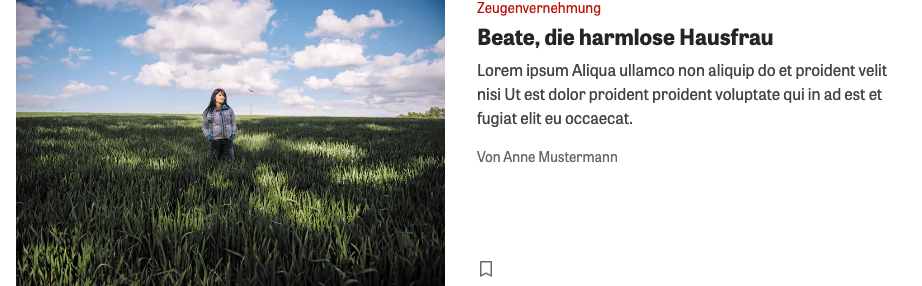 Zeugenvernehmung
Beate, die harmlose Hausfrau
Lorem ipsum Aliqua ullamco non aliquip do et proident velit
nisi Ut est dolor proident proident voluptate qui in ad est et
fugiat elit eu occaecat.
Von Anne Mustermann